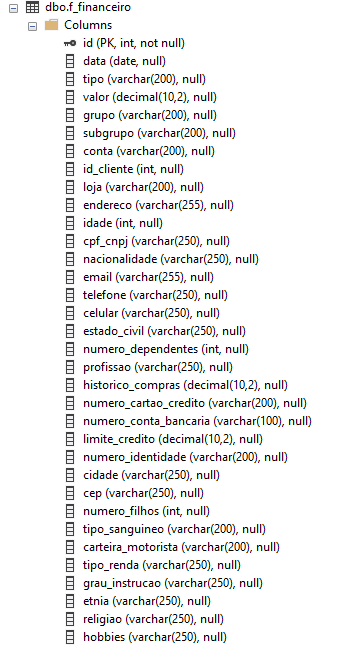 dbo.f_financeiro
Columns
id (PK, int, not null)
data (date, null)
tipo (varchar(200), null)
valor (decimal(10,2), null)
grupo (varchar(200), null)
subgrupo (varchar(200), null)
conta (varchar(200), null)
id_cliente (int, null)
loja (varchar(200), null)
endereco (varchar(255), null)
idade (int, null)
cpf_cnpj (varchar(250), null)
nacionalidade (varchar(250), null)
email (varchar(255), null)
telefone (varchar(250), null)
celular (varchar(250), null)
estado_civil (varchar(250), null)
numero_dependentes (int, null)
profissao (varchar(250), null)
historico_compras (decimal(10,2), null)
numero_cartao_credito (varchar(200), null)
numero_conta_bancaria (varchar(100), null)
limite_credito (decimal(10,2), null)
numero_identidade (varchar(200), null)
cidade (varchar(250), null)
cep (varchar(250), null)
numero_filhos (int, null)
tipo_sanguineo (varchar(200), null)
carteira_motorista (varchar(200), null)
tipo_renda (varchar(250), null)
grau_instrucao (varchar(250), null)
etnia (varchar(250), null)
religiao (varchar(250), null)
hobbies (varchar(250), null)